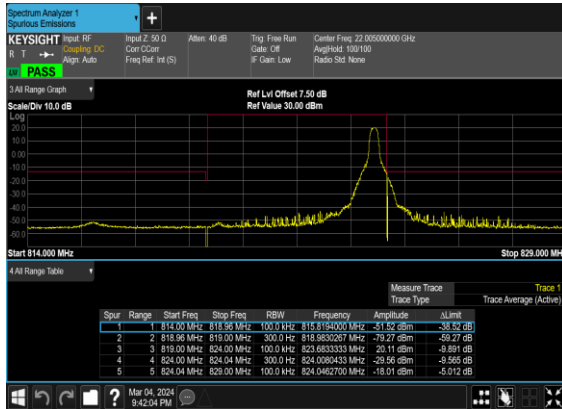 Spectrum Analyzer 1
Spurious Emissions
KEYSIGHT Input: RF Input Z: 50 Ω Atten: 40 dB Trig: Free Run Center Freq: 22.005000000 GHz
R T Coupling: DC Corr CCorr Gate: Off Avg|Hold: 100/100
Align: Auto Freq Ref: Int (S) IF Gain: Low Radio Std: None
LU PASS
3 All Range Graph
Ref Lvl Offset 7.50 dB
Scale/Div 10.0 dB Ref Value 30.00 dBm
Log
20.0
10.0
0.00
-10.0
-20.0
-30.0
-40.0
-50.0
-60.0
Start 814.000 MHz Stop 829.000 MH
4 All Range Table
Measure Trace Trace 1
Trace Type Trace Average (Active)
Spur Range Start Freq Stop Freq RBW Frequency Amplitude ΔLimit
1 1 814.00 MHz 818.96 MHz 100.0 kHz 815.8194000 MHz -51.52 dBm -38.52 dB
2 2 818.96 MHz 819.00 MHz 300.0 Hz 818.9830267 MHz -79.27 dBm -59.27 dB
3 3 819.00 MHz 824.00 MHz 100.0 kHz 823.6833333 MHz 20.11 dBm -9.891 dB
4 4 824.00 MHz 824.04 MHz 300.0 Hz 824.0080433 MHz -29.56 dBm -9.565 dB
5 5 824.04 MHz 829.00 MHz 100.0 kHz 824.0462700 MHz -18.01 dBm -5.012 dB
Mar 04, 2024
9:42:04 PM